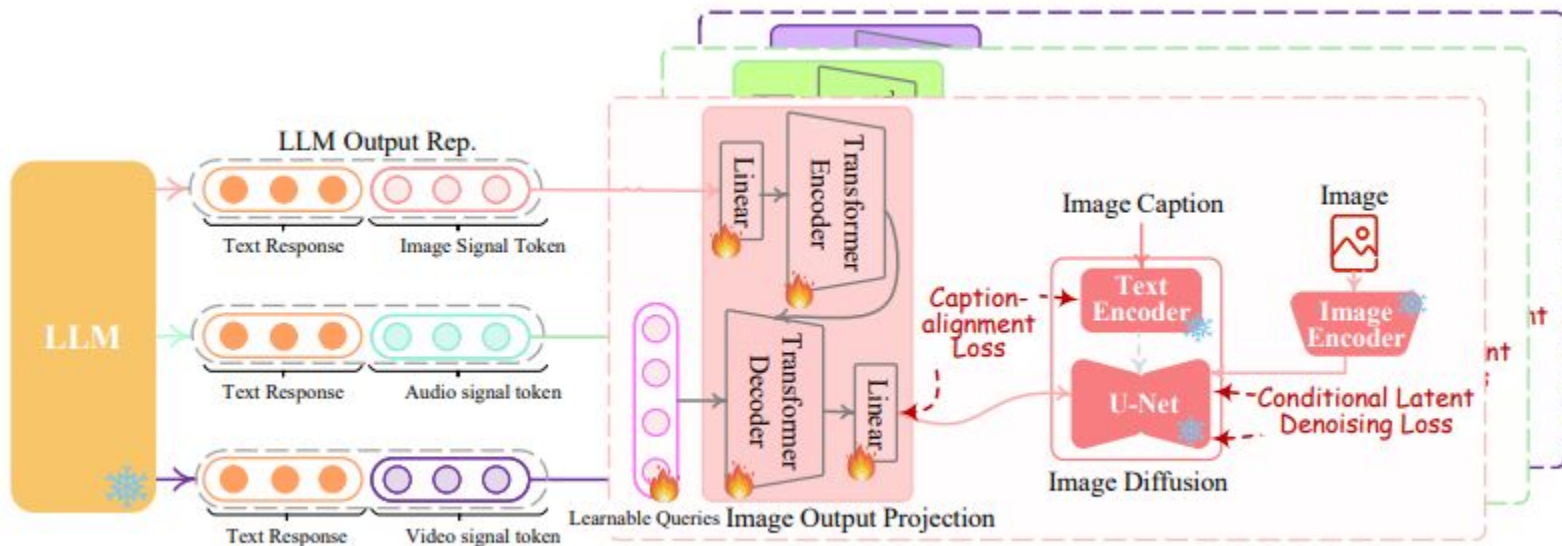 LLM Output Rep.
LLM
Text Response
Image Signal Token
Text Response
Audio signal token
Text Response
Video signal token
Linear
Transformer
Encoder
Transformer
Decoder
Linear
Learnable Queries
Image Output Projection
Caption-
alignment
Loss
Image Caption
Text
Encoder
U-Net
Image Diffusion
Image
Image
Encoder
Conditional Latent
Denoising Loss